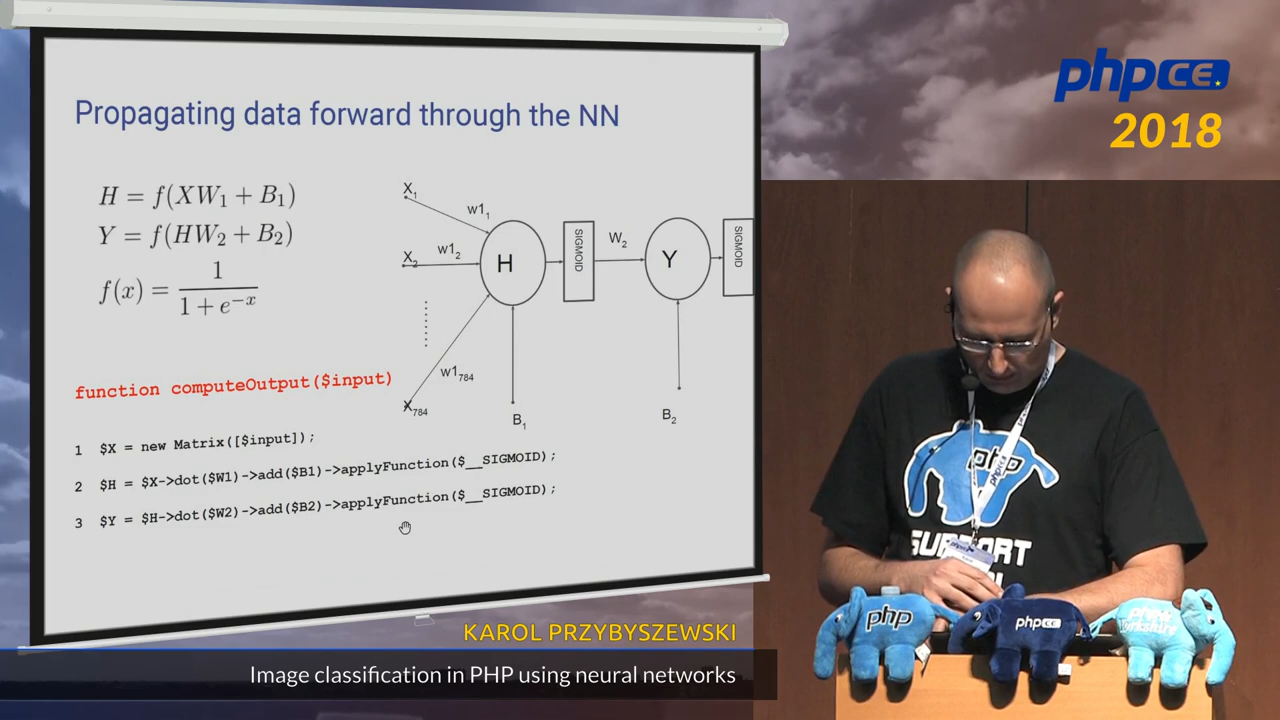 Propagating data forward through the NN
H = f(XW₁ + B₁)
Y = f(HW₂ + B₂)
f(x) = 1 / (1 + e⁻ˣ)
X₁
w1₁
X₂
w1₂
H
SIGMOID
W₂
Y
SIGMOID
w1₇₈₄
X₇₈₄
B₁
B₂
function computeOutput($input)
1 $X = new Matrix([$input]);
2 $H = $X->dot($W1)->add($B1)->applyFunction($__SIGMOID);
3 $Y = $H->dot($W2)->add($B2)->applyFunction($__SIGMOID);
phpce.
2018
php
php
phpce
php
phpce
php
KAROL PRZYBYSZEWSKI
Image classification in PHP using neural networks